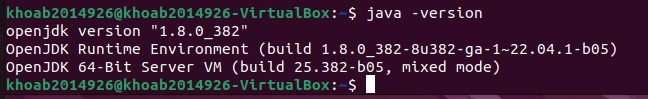 khoab2014926@khoab2014926-VirtualBox:~$ java -version
openjdk version "1.8.0_382"
OpenJDK Runtime Environment (build 1.8.0_382-8u382-ga-1~22.04.1-b05)
OpenJDK 64-Bit Server VM (build 25.382-b05, mixed mode)
khoab2014926@khoab2014926-VirtualBox:~$